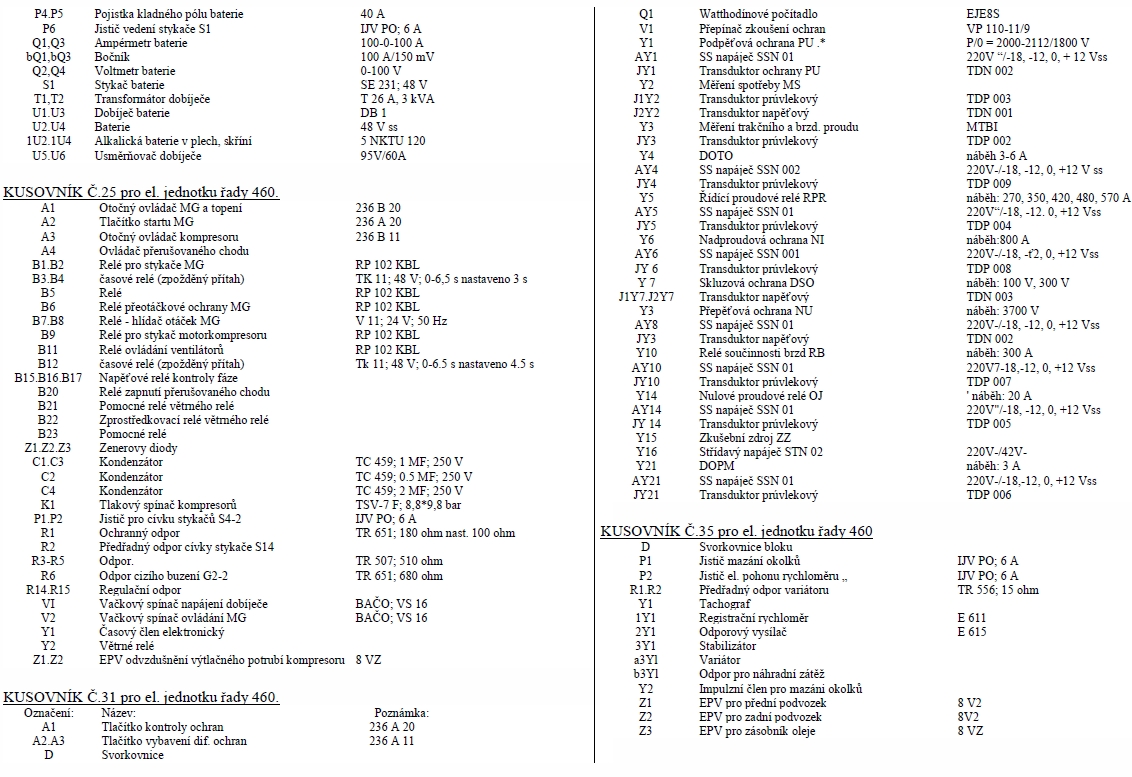 P4.P5 Pojistka kladného pólu baterie 40 A
P6 Jistič vedení stykače S1 IJV PO; 6 A
Q1,Q3 Ampérmetr baterie 100-0-100 A
bQ1,bQ3 Bočník 100 A/150 mV
Q2,Q4 Voltmetr baterie 0-100 V
S1 Stykač baterie SE 231; 48 V
T1,T2 Transformátor dobíječe T 26 A, 3 kVA
U1.U3 Dobíječ baterie DB 1
U2.U4 Baterie 48 V ss
1U2.1U4 Alkalická baterie v plech, skříni 5 NKTU 120
U5.U6 Usměrňovač dobíječe 95V/60A
KUSOVNÍK Č.25 pro el. jednotku řady 460.
A1 Otočný ovládač MG a topení 236 B 20
A2 Tlačítko startu MG 236 A 20
A3 Otočný ovládač kompresoru 236 B 11
A4 Ovládač přerušovaného chodu
B1.B2 Relé pro stykače MG RP 102 KBL
B3.B4 časové relé (zpožděný přítah) TK 11; 48 V; 0-6,5 s nastaveno 3 s
B5 Relé RP 102 KBL
B6 Relé přeotáčkové ochrany MG RP 102 KBL
B7.B8 Relé - hlídač otáček MG V 11; 24 V; 50 Hz
B9 Relé pro stykač motorkompresoru RP 102 KBL
B11 Relé ovládání ventilátorů RP 102 KBL
B12 časové relé (zpožděný přítah) Tk 11; 48 V; 0-6.5 s nastaveno 4.5 s
B15.B16.B17 Napěťové relé kontroly fáze
B20 Relé zapnutí přerušovaného chodu
B21 Pomocné relé větrného relé
B22 Zprostředkovací relé větrného relé
B23 Pomocné relé
Z1.Z2.Z3 Zenerovy diody
C1.C3 Kondenzátor TC 459; 1 MF; 250 V
C2 Kondenzátor TC 459; 0.5 MF; 250 V
C4 Kondenzátor TC 459; 2 MF; 250 V
K1 Tlakový spínač kompresorů TSV-7 F; 8,8*9,8 bar
P1.P2 Jistič pro cívku stykačů S4-2 IJV PO; 6 A
R1 Ochranný odpor TR 651; 180 ohm nast. 100 ohm
R2 Předřadný odpor cívky stykače S14
R3-R5 Odpor. TR 507; 510 ohm
R6 Odpor cizího buzení G2-2 TR 651; 680 ohm
R14.R15 Regulační odpor
VI Vačkový spínač napájení dobíječe BAČO; VS 16
V2 Vačkový spínač ovládání MG BAČO; VS 16
Y1 Časový člen elektronický
Y2 Větrné relé
Z1.Z2 EPV odvzdušnění výtlačného potrubí kompresoru 8 VZ
KUSOVNÍK Č.31 pro el. jednotku řady 460.
Označení: Název: Poznámka:
A1 Tlačítko kontroly ochran 236 A 20
A2.A3 Tlačítko vybavení dif. ochran 236 A 11
D Svorkovnice
Q1 Watthodínové počítadlo EJE8S
V1 Přepínač zkoušení ochran VP 110-11/9
Y1 Podpěťová ochrana PU .* P/0 = 2000-2112/1800 V
AY1 SS napáječ SSN 01 220V “/-18, -12, 0, + 12 Vss
JY1 Transduktor ochrany PU TDN 002
Y2 Měření spotřeby MS
J1Y2 Transduktor průvlekový TDP 003
J2Y2 Transduktor napěťový TDN 001
Y3 Měření trakčního a brzd. proudu MTBI
JY3 Transduktor průvlekový TDP 002
Y4 DOTO náběh 3-6 A
AY4 SS napáječ SSN 002 220V-/-18, -12, 0, +12 V ss
JY4 Transduktor průvlekový TDP 009
Y5 Řídící proudové relé RPR náběh: 270, 350, 420, 480, 570 A
AY5 SS napáječ SSN 01 220V“/-18, -12. 0, +12 Vss
JY5 Transduktor průvlekový TDP 004
Y6 Nadproudová ochrana NI náběh:800 A
AY6 SS napáječ SSN 001 220V-/-18, -ť2, 0, +12 Vss
JY 6 Transduktor průvlekový TDP 008
Y 7 Skluzová ochrana DSO náběh: 100 V, 300 V
J1Y7.J2Y7 Transduktor napěťový TDN 003
Y3 Přepěťová ochrana NU náběh: 3700 V
AY8 SS napáječ SSN 01 220V-/-18, -12, 0, +12 Vss
JY3 Transduktor napěťový TDN 002
Y10 Relé součinnosti brzd RB náběh: 300 A
AY10 SS napáječ SSN 01 220V7-18,-12, 0, +12 Vss
JY10 Transduktor průvlekový TDP 007
Y14 Nulové proudové relé OJ ' náběh: 20 A
AY14 SS napáječ SSN 01 220V"/-18, -12, 0, +12 Vss
JY 14 Transduktor průvlekový TDP 005
Y15 Zkušební zdroj ZZ
Y16 Střídavý napáječ STN 02 220V-/42V-
Y21 DOPM náběh: 3 A
AY21 SS napáječ SSN 01 220V-/-18,-12, 0, +12 Vss
JY21 Transduktor průvlekový TDP 006
KUSOVNÍK Č.35 pro el. jednotku řady 460
D Svorkovnice bloku
P1 Jistič mazání okolků IJV PO; 6 A
P2 Jistič el. pohonu rychloměru „ IJV PO; 6 A
R1.R2 Předřadný odpor variátoru TR 556; 15 ohm
Y1 Tachograf
1Y1 Registrační rychloměr E 611
2Y1 Odporový vysílač E 615
3Y1 Stabilizátor
a3Yl Variátor
b3Yl Odpor pro náhradní zátěž
Y2 Impulzní člen pro mazání okolků
Z1 EPV pro přední podvozek 8 V2
Z2 EPV pro zadní podvozek 8V2
Z3 EPV pro zásobník oleje 8 VZ